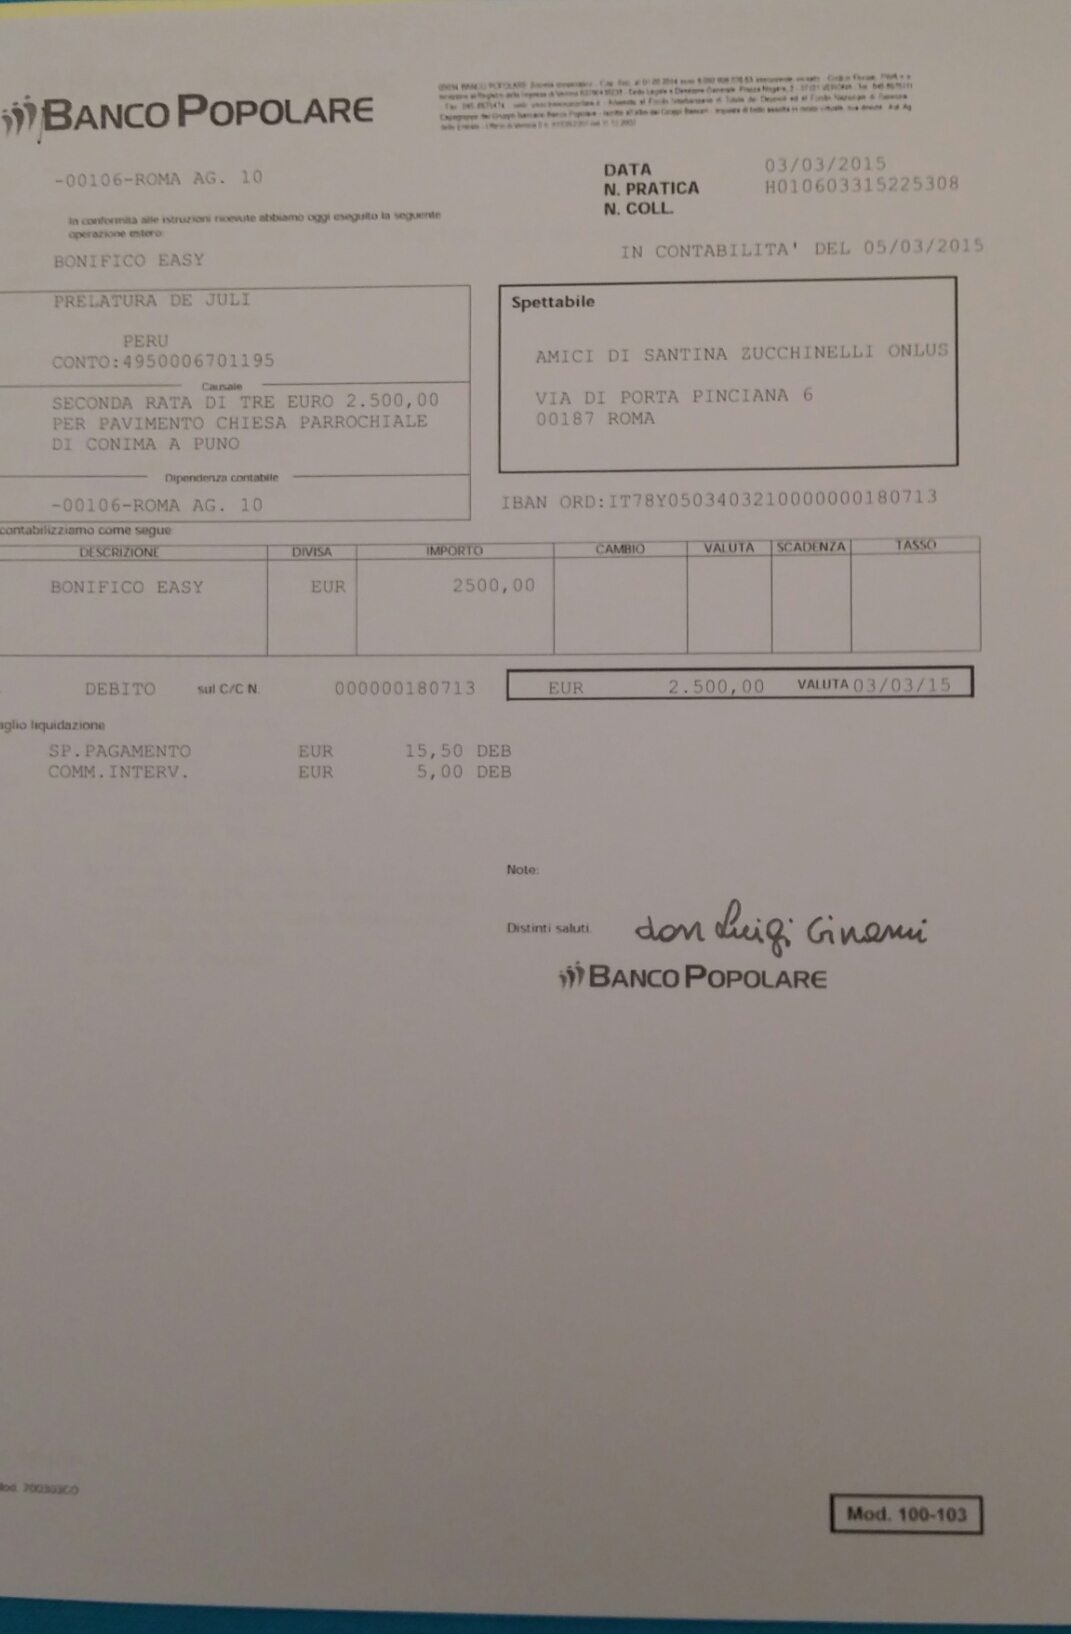 BANCO POPOLARE
-00106-ROMA AG. 10
DATA 03/03/2015
N. PRATICA H010603315225308
N. COLL.
In conformità alle istruzioni ricevute abbiamo oggi eseguito la seguente
operazione estero:
IN CONTABILITA' DEL 05/03/2015
BONIFICO EASY
PRELATURA DE JULI
PERU
CONTO:4950006701195
Causale
SECONDA RATA DI TRE EURO 2.500,00
PER PAVIMENTO CHIESA PARROCHIALE
DI CONIMA A PUNO
Dipendenza contabile
-00106-ROMA AG. 10
Spettabile
AMICI DI SANTINA ZUCCHINELLI ONLUS
VIA DI PORTA PINCIANA 6
00187 ROMA
IBAN ORD:IT78Y0503403210000000180713
contabilizziamo come segue
DESCRIZIONE DIVISA IMPORTO CAMBIO VALUTA SCADENZA TASSO
BONIFICO EASY EUR 2500,00
DEBITO sul C/C N. 000000180713 EUR 2.500,00 VALUTA 03/03/15
aglio liquidazione
SP.PAGAMENTO EUR 15,50 DEB
COMM.INTERV. EUR 5,00 DEB
Note:
Distinti saluti. don Luigi Ginami
BANCO POPOLARE
Mod. 100-103